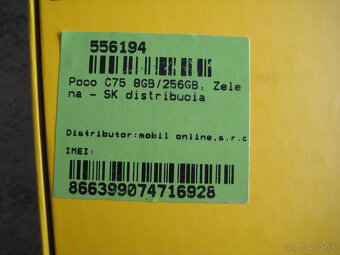 556194
Poco C75 8GB/256GB, Zele
na - SK distribucia
Distributor:mobil online,s.r.o
IMEI:
866399074716928